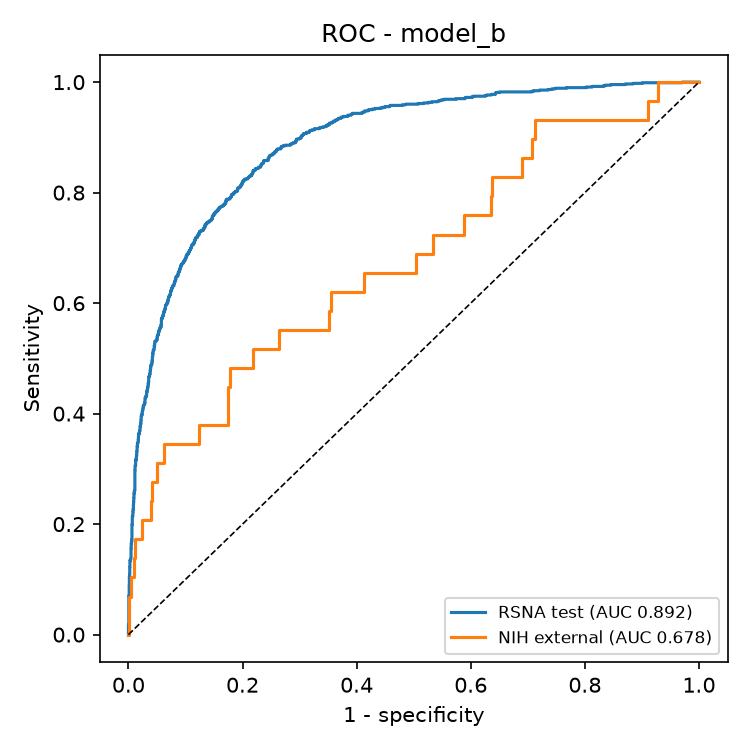 ROC - model_b
1.0
0.8
0.6
0.4
0.2
0.0
Sensitivity
RSNA test (AUC 0.892)
NIH external (AUC 0.678)
0.0 0.2 0.4 0.6 0.8 1.0
1 - specificity